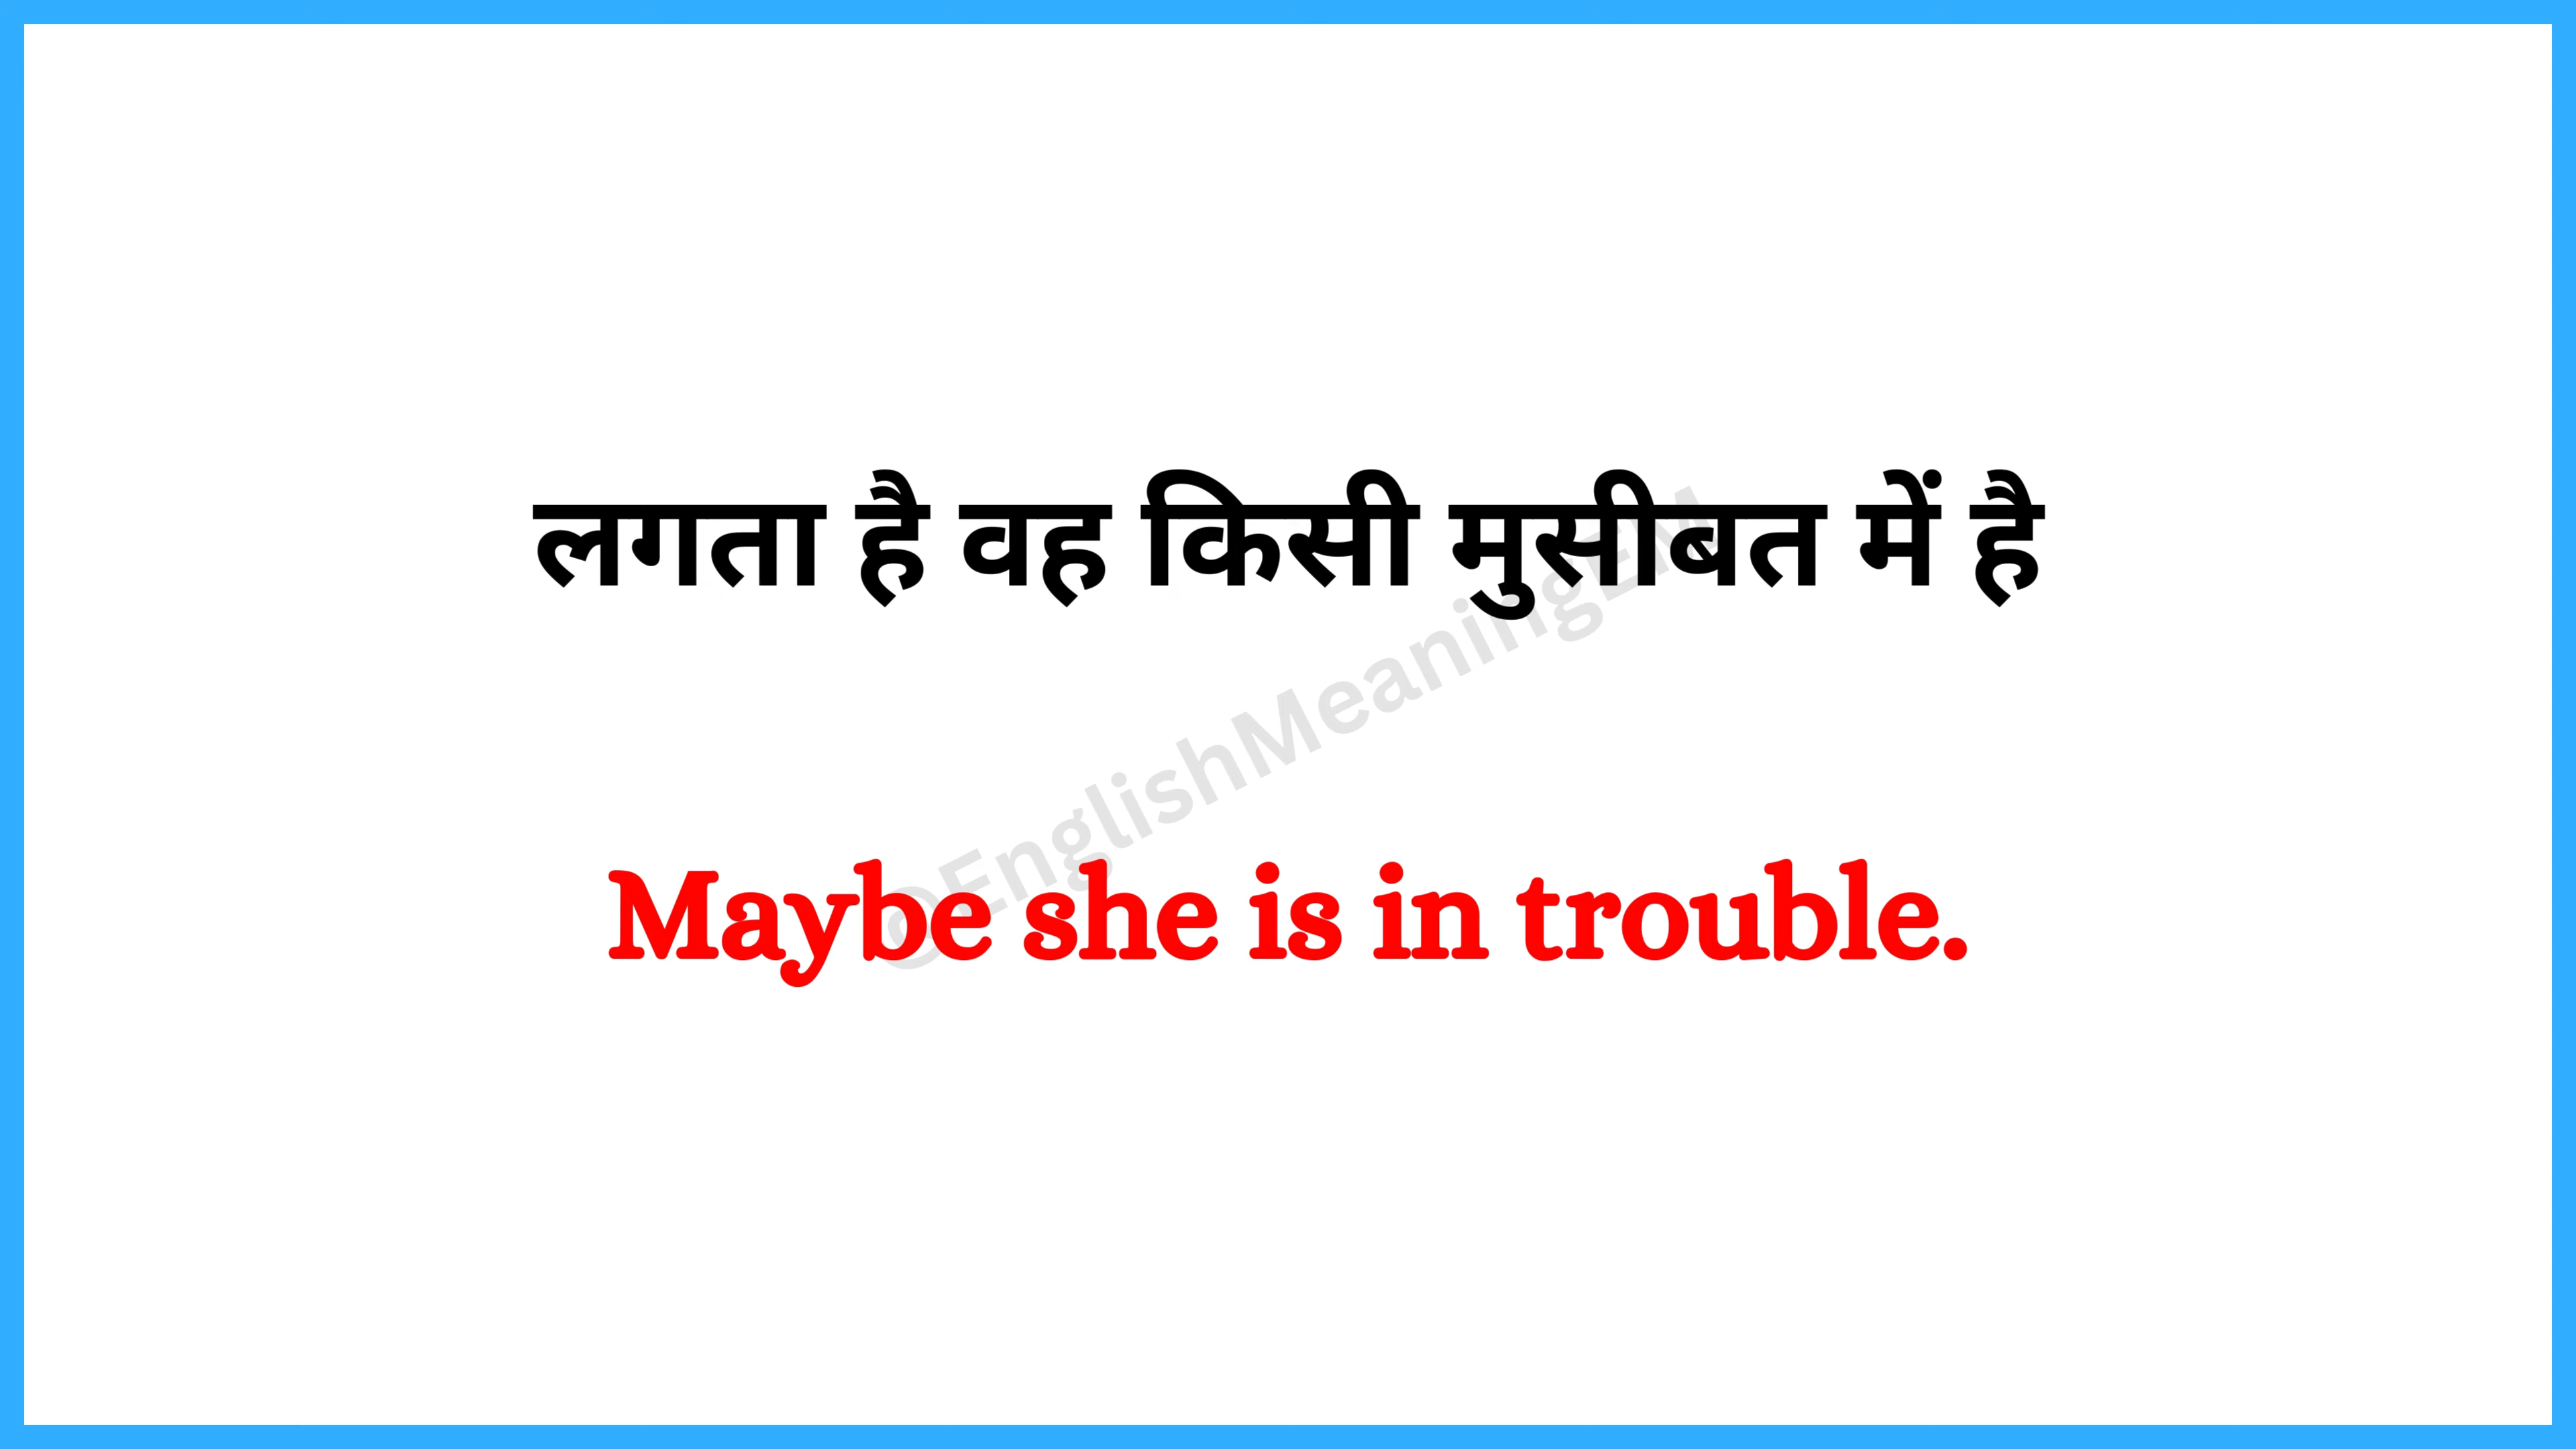 लगता है वह किसी मुसीबत में है
©EnglishMeaningEM
Maybe she is in trouble.